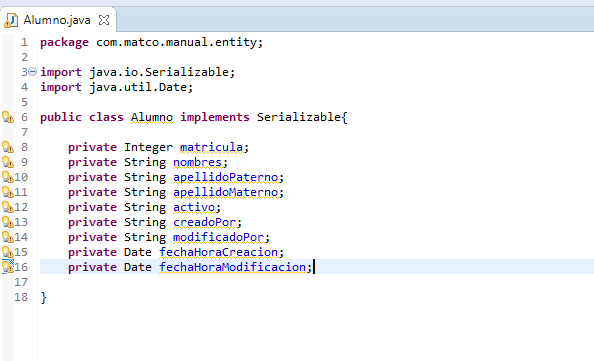 Alumno.java
1 package com.matco.manual.entity;
2
3 import java.io.Serializable;
4 import java.util.Date;
5
6 public class Alumno implements Serializable{
7
8 private Integer matricula;
9 private String nombres;
10 private String apellidoPaterno;
11 private String apellidoMaterno;
12 private String activo;
13 private String creadoPor;
14 private String modificadoPor;
15 private Date fechaHoraCreacion;
16 private Date fechaHoraModificacion;
17
18 }